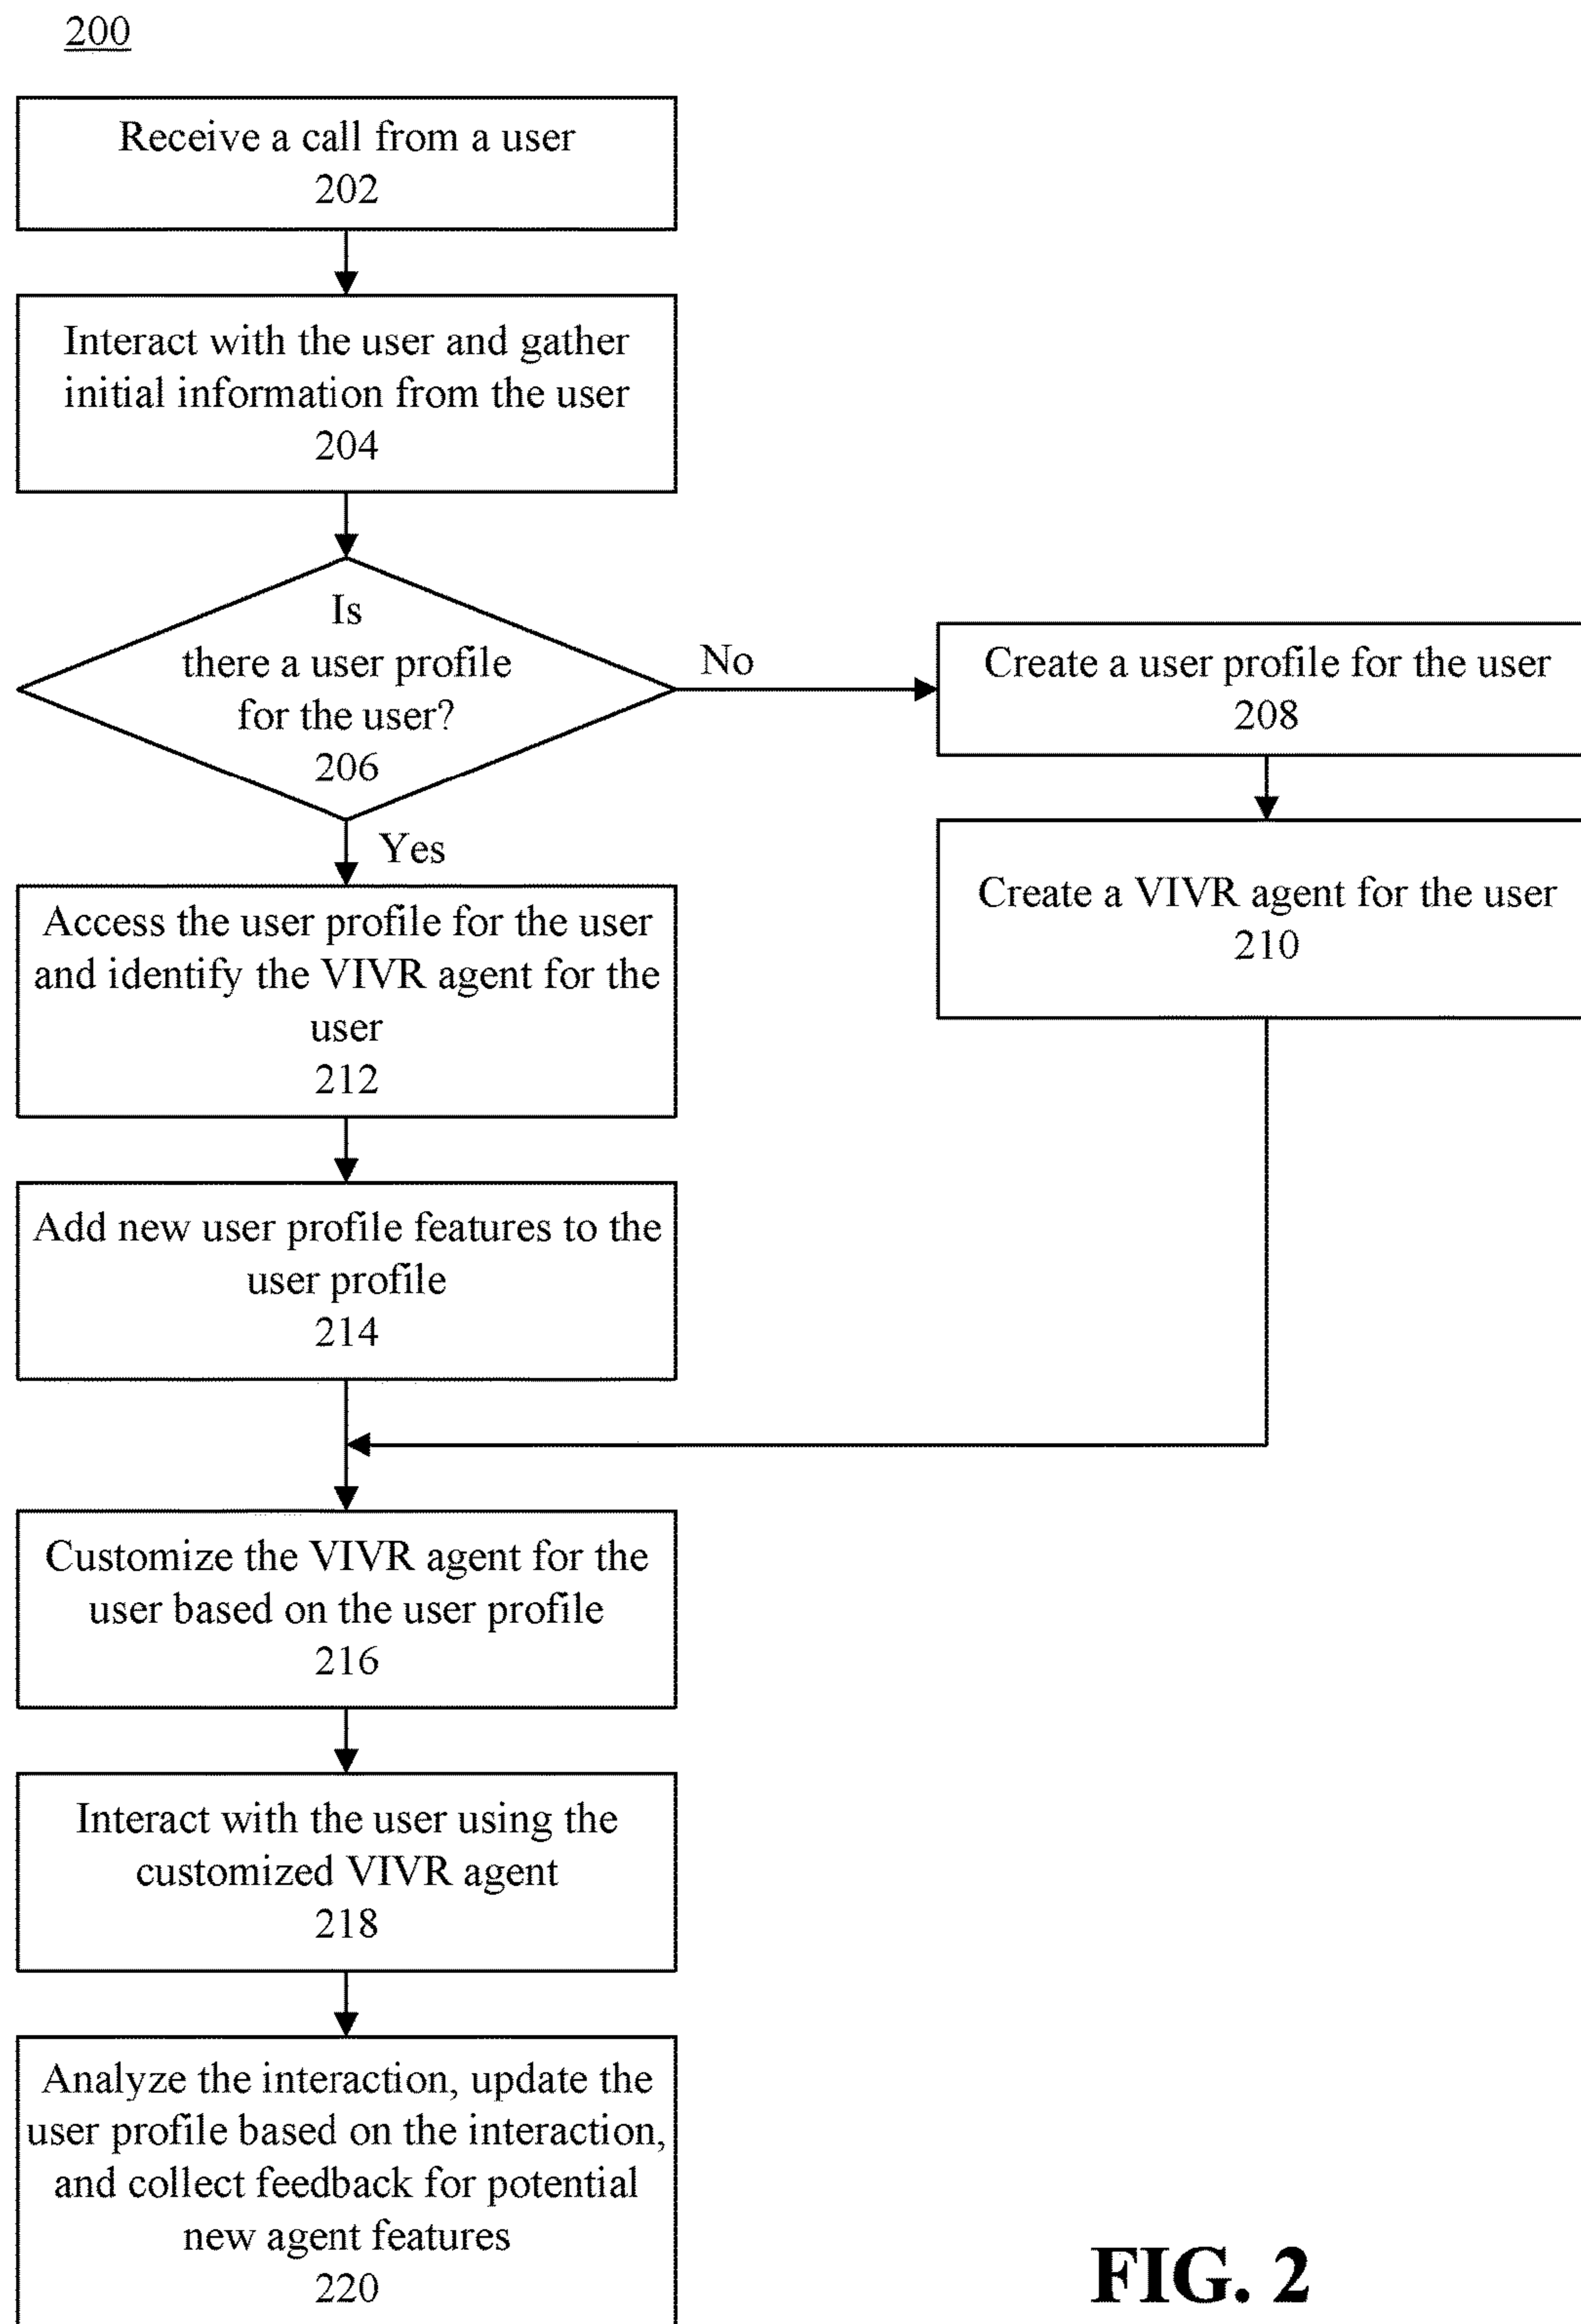 200
Receive a call from a user
202
Interact with the user and gather
initial information from the user
204
Is
there a user profile
for the user?
206
No
Create a user profile for the user
208
Create a VIVR agent for the user
210
Yes
Access the user profile for the user
and identify the VIVR agent for the
user
212
Add new user profile features to the
user profile
214
Customize the VIVR agent for the
user based on the user profile
216
Interact with the user using the
customized VIVR agent
218
Analyze the interaction, update the
user profile based on the interaction,
and collect feedback for potential
new agent features
220
FIG. 2